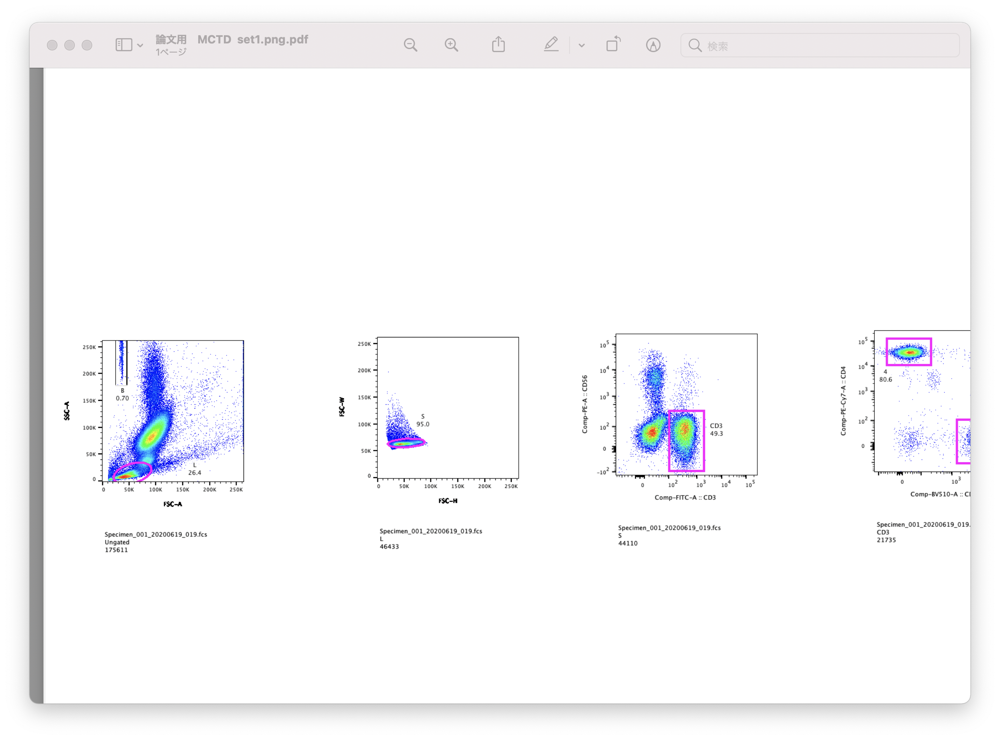 論文用 MCTD set1.png.pdf
1ページ
検索
250K
200K
150K
100K
50K
0
SSC-A
B
0.70
L
26.4
0 50K 100K 150K 200K 250K
FSC-A
Specimen_001_20200619_019.fcs
Ungated
175611
250K
200K
150K
100K
50K
0
FSC-W
S
95.0
0 50K 100K 150K 200K 250K
FSC-H
Specimen_001_20200619_019.fcs
L
46433
10^5
10^4
10^3
10^2
0
-10^2
Comp-PE-A :: CD56
CD3
49.3
0 10^2 10^3 10^4 10^5
Comp-FITC-A :: CD3
Specimen_001_20200619_019.fcs
S
44110
10^5
10^4
10^3
10^2
0
Comp-PE-Cy7-A :: CD4
4
80.6
0 10^3
Comp-BV510-A ::
Specimen_001_20200619_019.
CD3
21735